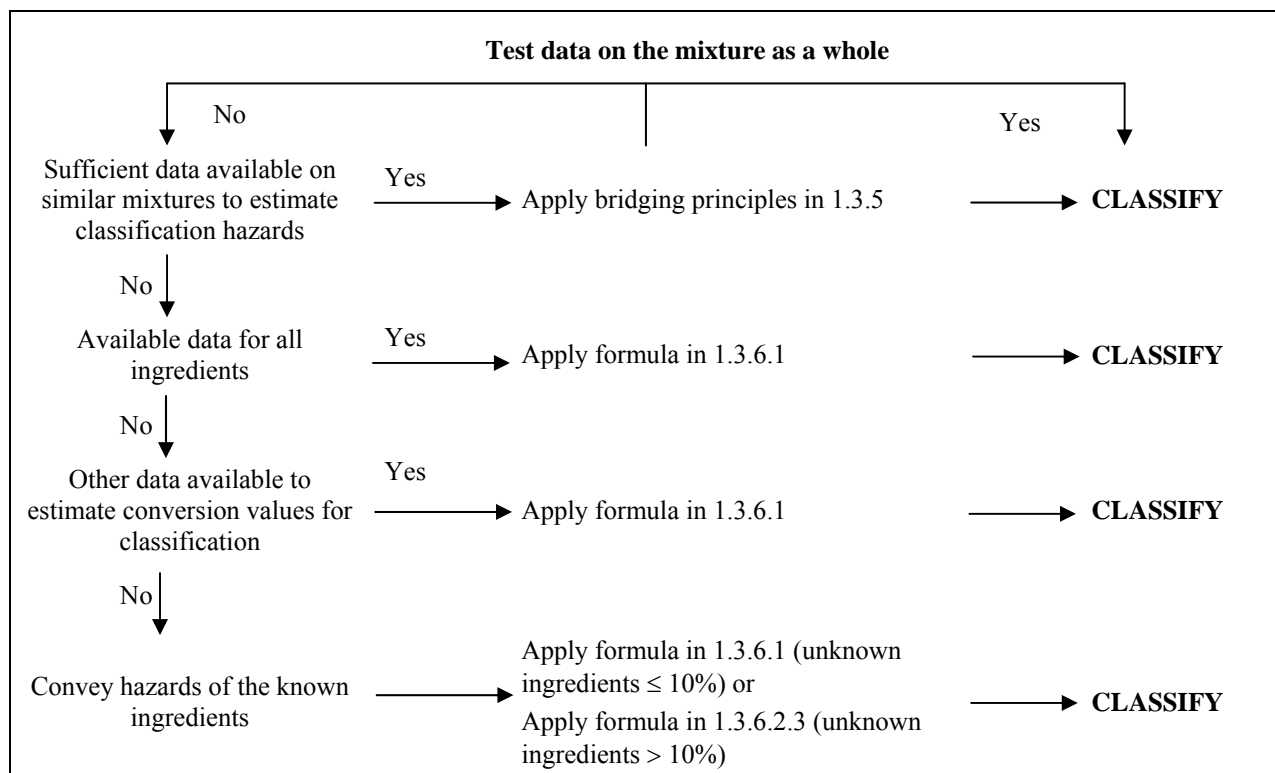 Test data on the mixture as a whole
No
Yes
Sufficient data available on
similar mixtures to estimate
classification hazards
Yes
Apply bridging principles in 1.3.5
CLASSIFY
No
Available data for all
ingredients
Yes
Apply formula in 1.3.6.1
CLASSIFY
No
Other data available to
estimate conversion values for
classification
Yes
Apply formula in 1.3.6.1
CLASSIFY
No
Convey hazards of the known
ingredients
Apply formula in 1.3.6.1 (unknown
ingredients ≤ 10%) or
Apply formula in 1.3.6.2.3 (unknown
ingredients > 10%)
CLASSIFY